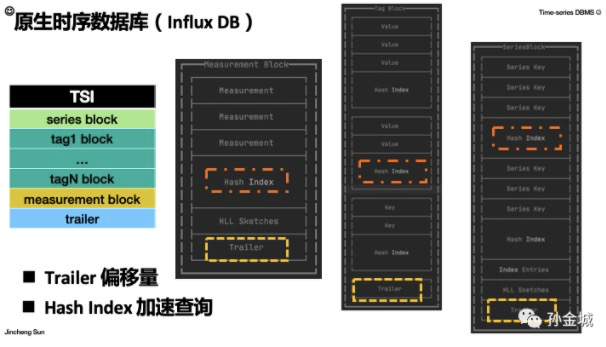 原生时序数据库（Influx DB）
Time-series DBMS
TSI
series block
tag1 block
...
tagN block
measurement block
trailer
Measurement Block
Measurement
Measurement
Measurement
Hash Index
HLL Sketches
Trailer
Tag Block
Value
Value
Value
Hash Index
Value
Value
Hash Index
Key
Key
Hash Index
Trailer
SeriesBlock
Series Key
Series Key
Series Key
Hash Index
Series Key
Series Key
Series Key
Hash Index
Index Entries
HLL Sketches
Trailer
■ Trailer 偏移量
■ Hash Index 加速查询
Jincheng Sun
孙金城